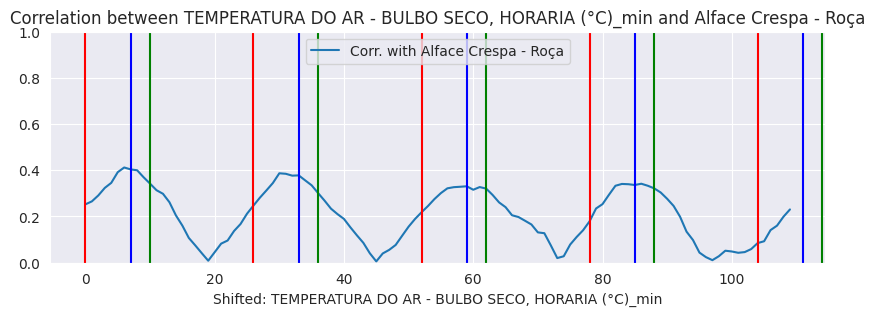 Correlation between TEMPERATURA DO AR - BULBO SECO, HORARIA (°C)_min and Alface Crespa - Roça
Corr. with Alface Crespa - Roça
1.0
0.8
0.6
0.4
0.2
0.0
0 20 40 60 80 100
Shifted: TEMPERATURA DO AR - BULBO SECO, HORARIA (°C)_min